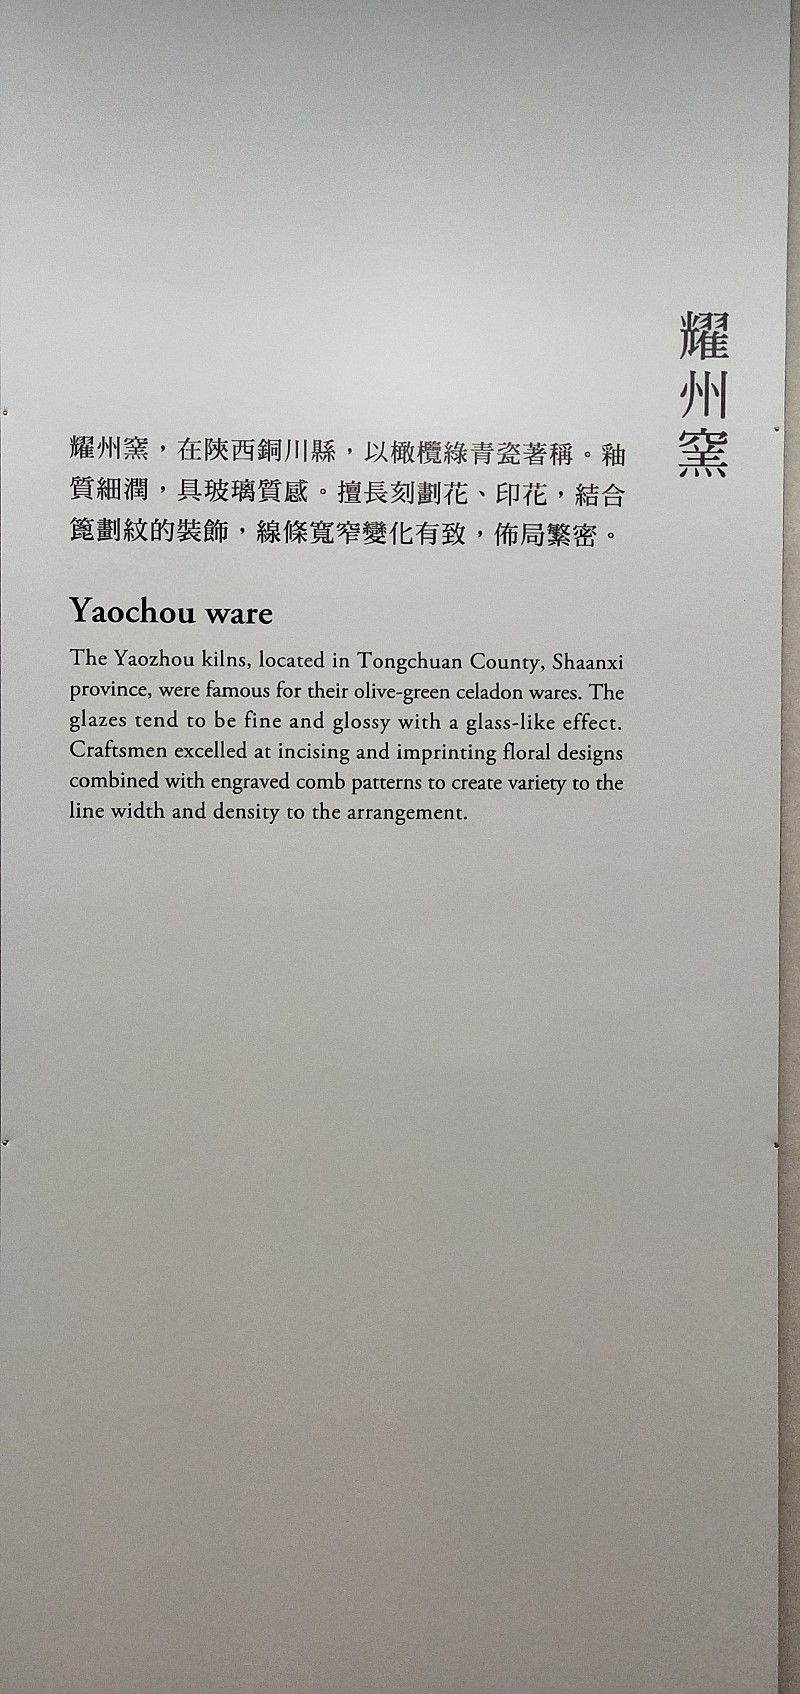 耀州窯
耀州窯，在陝西銅川縣，以橄欖綠青瓷著稱。釉
質細潤，具玻璃質感。擅長刻劃花、印花，結合
篦劃紋的裝飾，線條寬窄變化有致，佈局繁密。
Yaochou ware
The Yaozhou kilns, located in Tongchuan County, Shaanxi
province, were famous for their olive-green celadon wares. The
glazes tend to be fine and glossy with a glass-like effect.
Craftsmen excelled at incising and imprinting floral designs
combined with engraved comb patterns to create variety to the
line width and density to the arrangement.